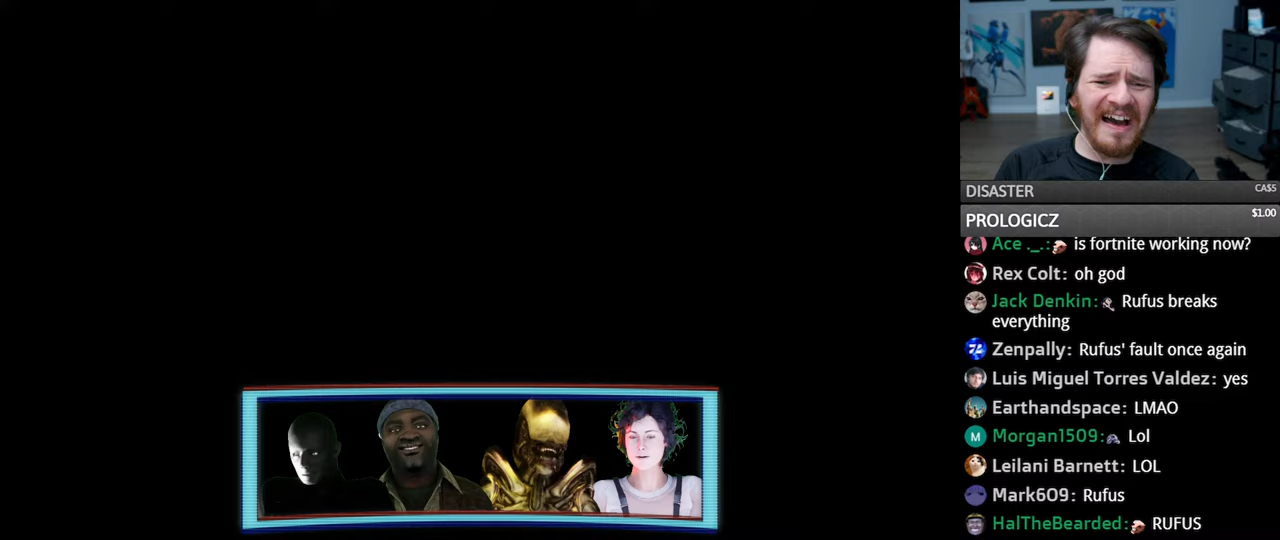 DISASTER CA$5
PROLOGICZ $1.00
Ace ._.: is fortnite working now?
Rex Colt: oh god
Jack Denkin: Rufus breaks
everything
Zenpally: Rufus' fault once again
Luis Miguel Torres Valdez: yes
Earthandspace: LMAO
M Morgan1509: Lol
Leilani Barnett: LOL
Mark609: Rufus
HalTheBearded: RUFUS